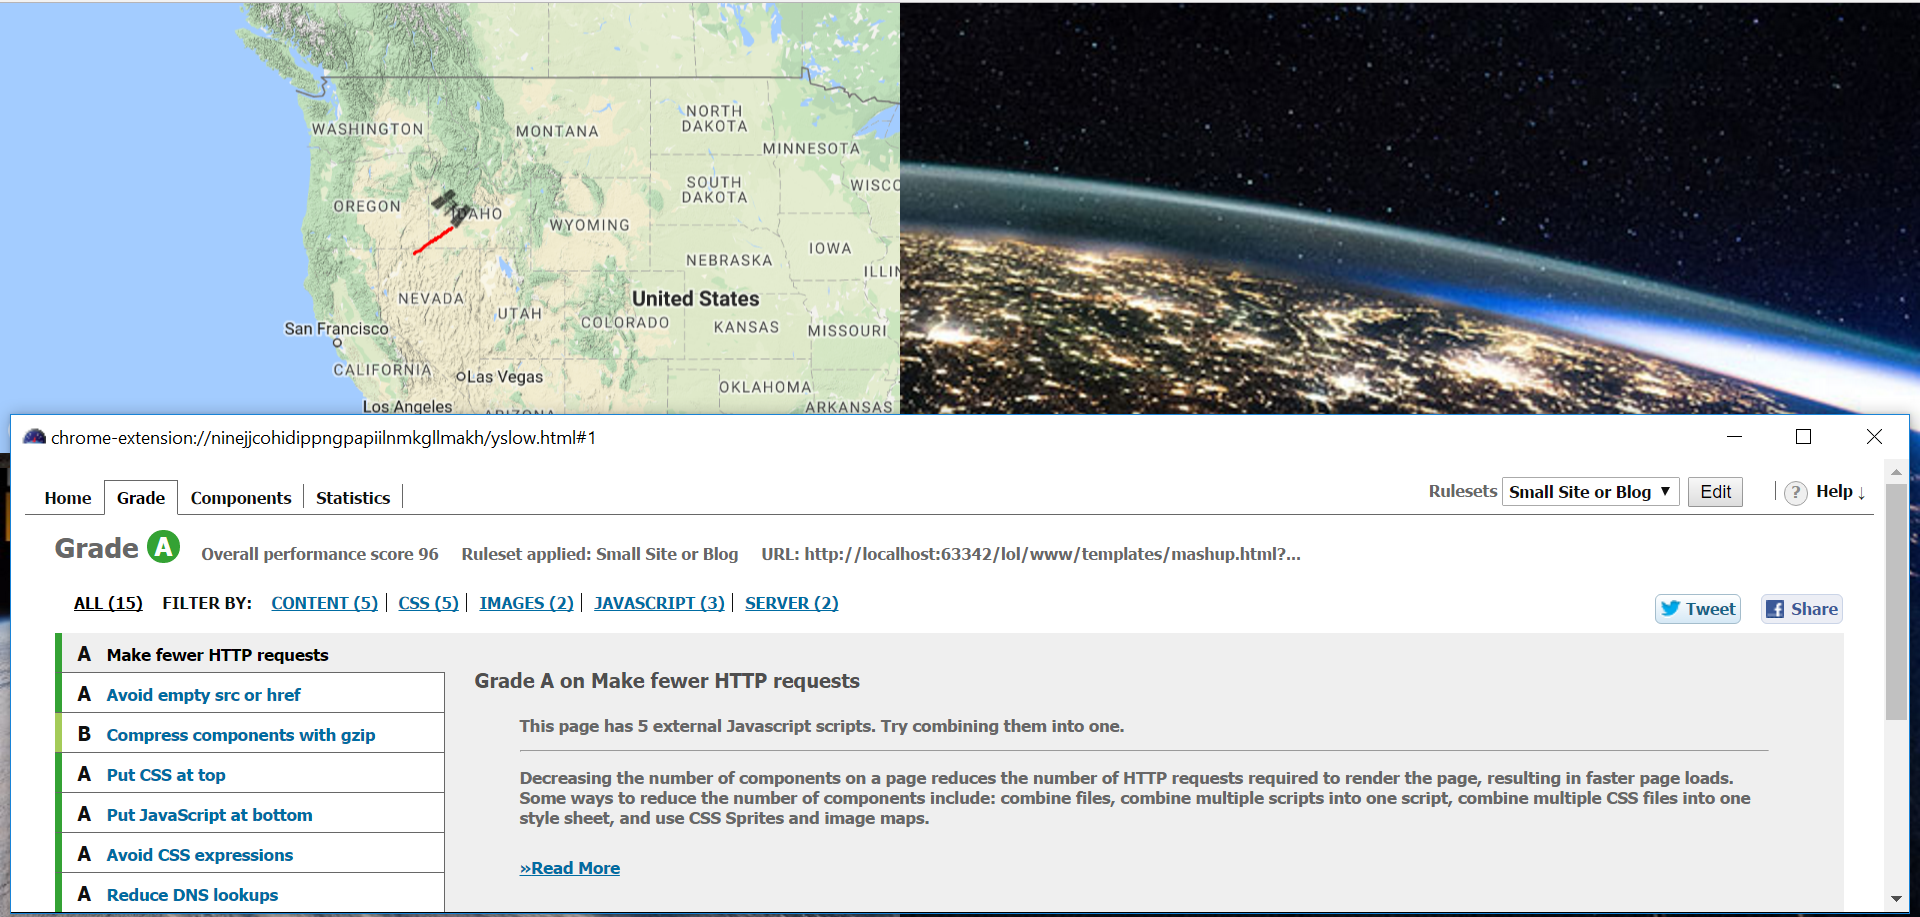 WASHINGTON
MONTANA
NORTH
DAKOTA
MINNESOTA
SOUTH
DAKOTA
WISCO
OREGON
IDAHO
WYOMING
IOWA
NEBRASKA
ILLIN
NEVADA
United States
UTAH
COLORADO
KANSAS
MISSOURI
San Francisco
CALIFORNIA
Las Vegas
OKLAHOMA
Los Angeles
ARIZONA
ARKANSAS
chrome-extension://ninejjcohidippngpapiilnmkgllmakh/yslow.html#1
Home Grade Components Statistics
Rulesets Small Site or Blog ▼ Edit ? Help ↓
Grade A Overall performance score 96 Ruleset applied: Small Site or Blog URL: http://localhost:63342/lol/www/templates/mashup.html?...
ALL (15) FILTER BY: CONTENT (5) CSS (5) IMAGES (2) JAVASCRIPT (3) SERVER (2)
Tweet Share
A Make fewer HTTP requests
A Avoid empty src or href
B Compress components with gzip
A Put CSS at top
A Put JavaScript at bottom
A Avoid CSS expressions
A Reduce DNS lookups
Grade A on Make fewer HTTP requests
This page has 5 external Javascript scripts. Try combining them into one.
Decreasing the number of components on a page reduces the number of HTTP requests required to render the page, resulting in faster page loads.
Some ways to reduce the number of components include: combine files, combine multiple scripts into one script, combine multiple CSS files into one
style sheet, and use CSS Sprites and image maps.
»Read More